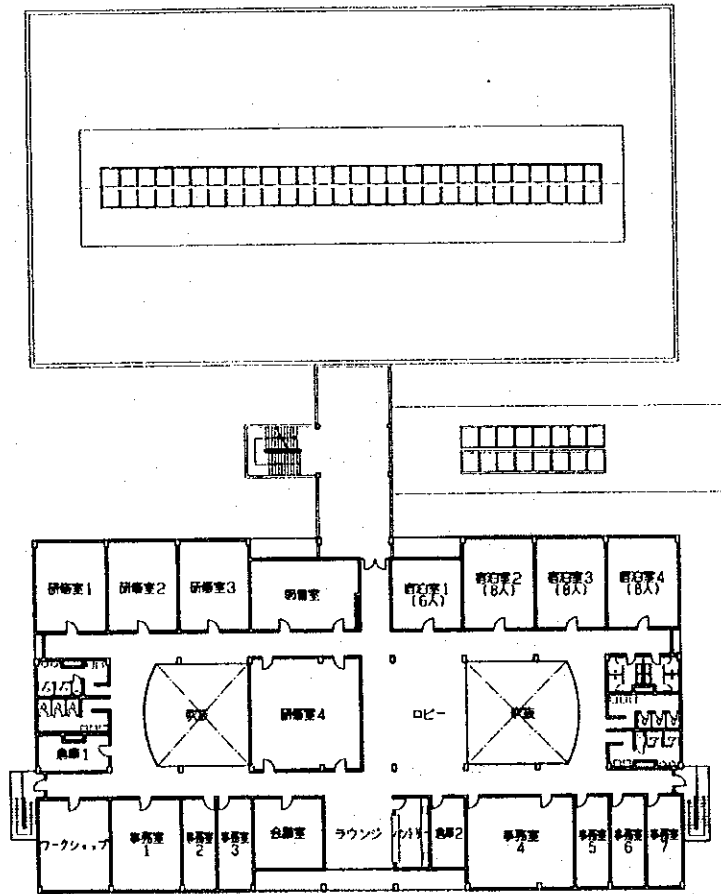 研修室1
研修室2
研修室3
宿泊室1
(6人)
宿泊室2
(8人)
宿泊室3
(8人)
宿泊室4
(8人)
吹抜
研修室4
ロビー
吹抜
倉庫1
ワークショップ
事務室
1
事務室
2
事務室
3
会議室
ラウンジ
パントリー
倉庫2
事務室
4
事務室
5
事務室
6
事務室
7